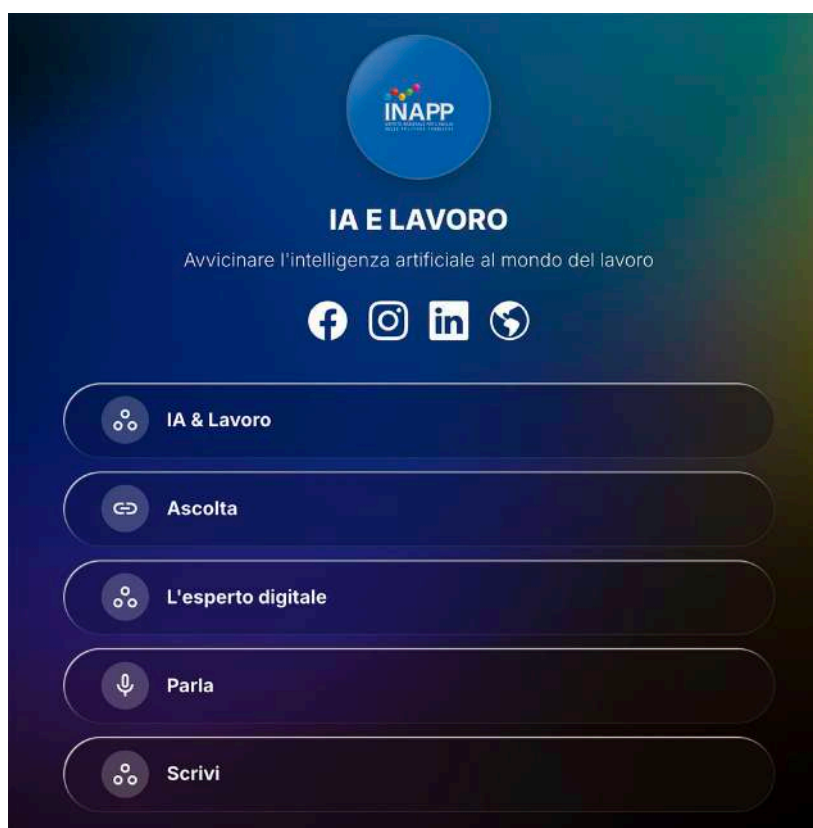 INAPP
IA E LAVORO
Avvicinare l'intelligenza artificiale al mondo del lavoro
IA & Lavoro
Ascolta
L'esperto digitale
Parla
Scrivi